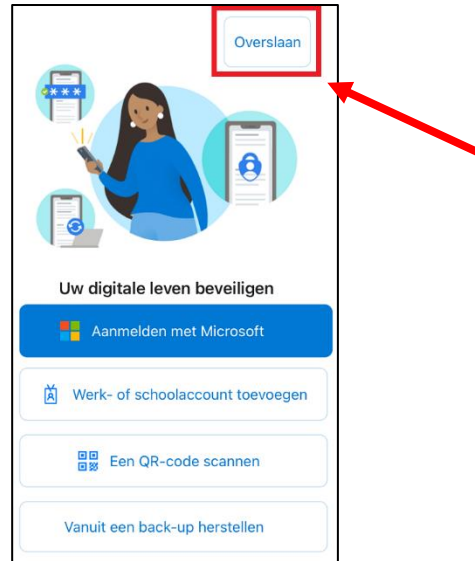 Overslaan
***
Uw digitale leven beveiligen
Aanmelden met Microsoft
Werk- of schoolaccount toevoegen
Een QR-code scannen
Vanuit een back-up herstellen